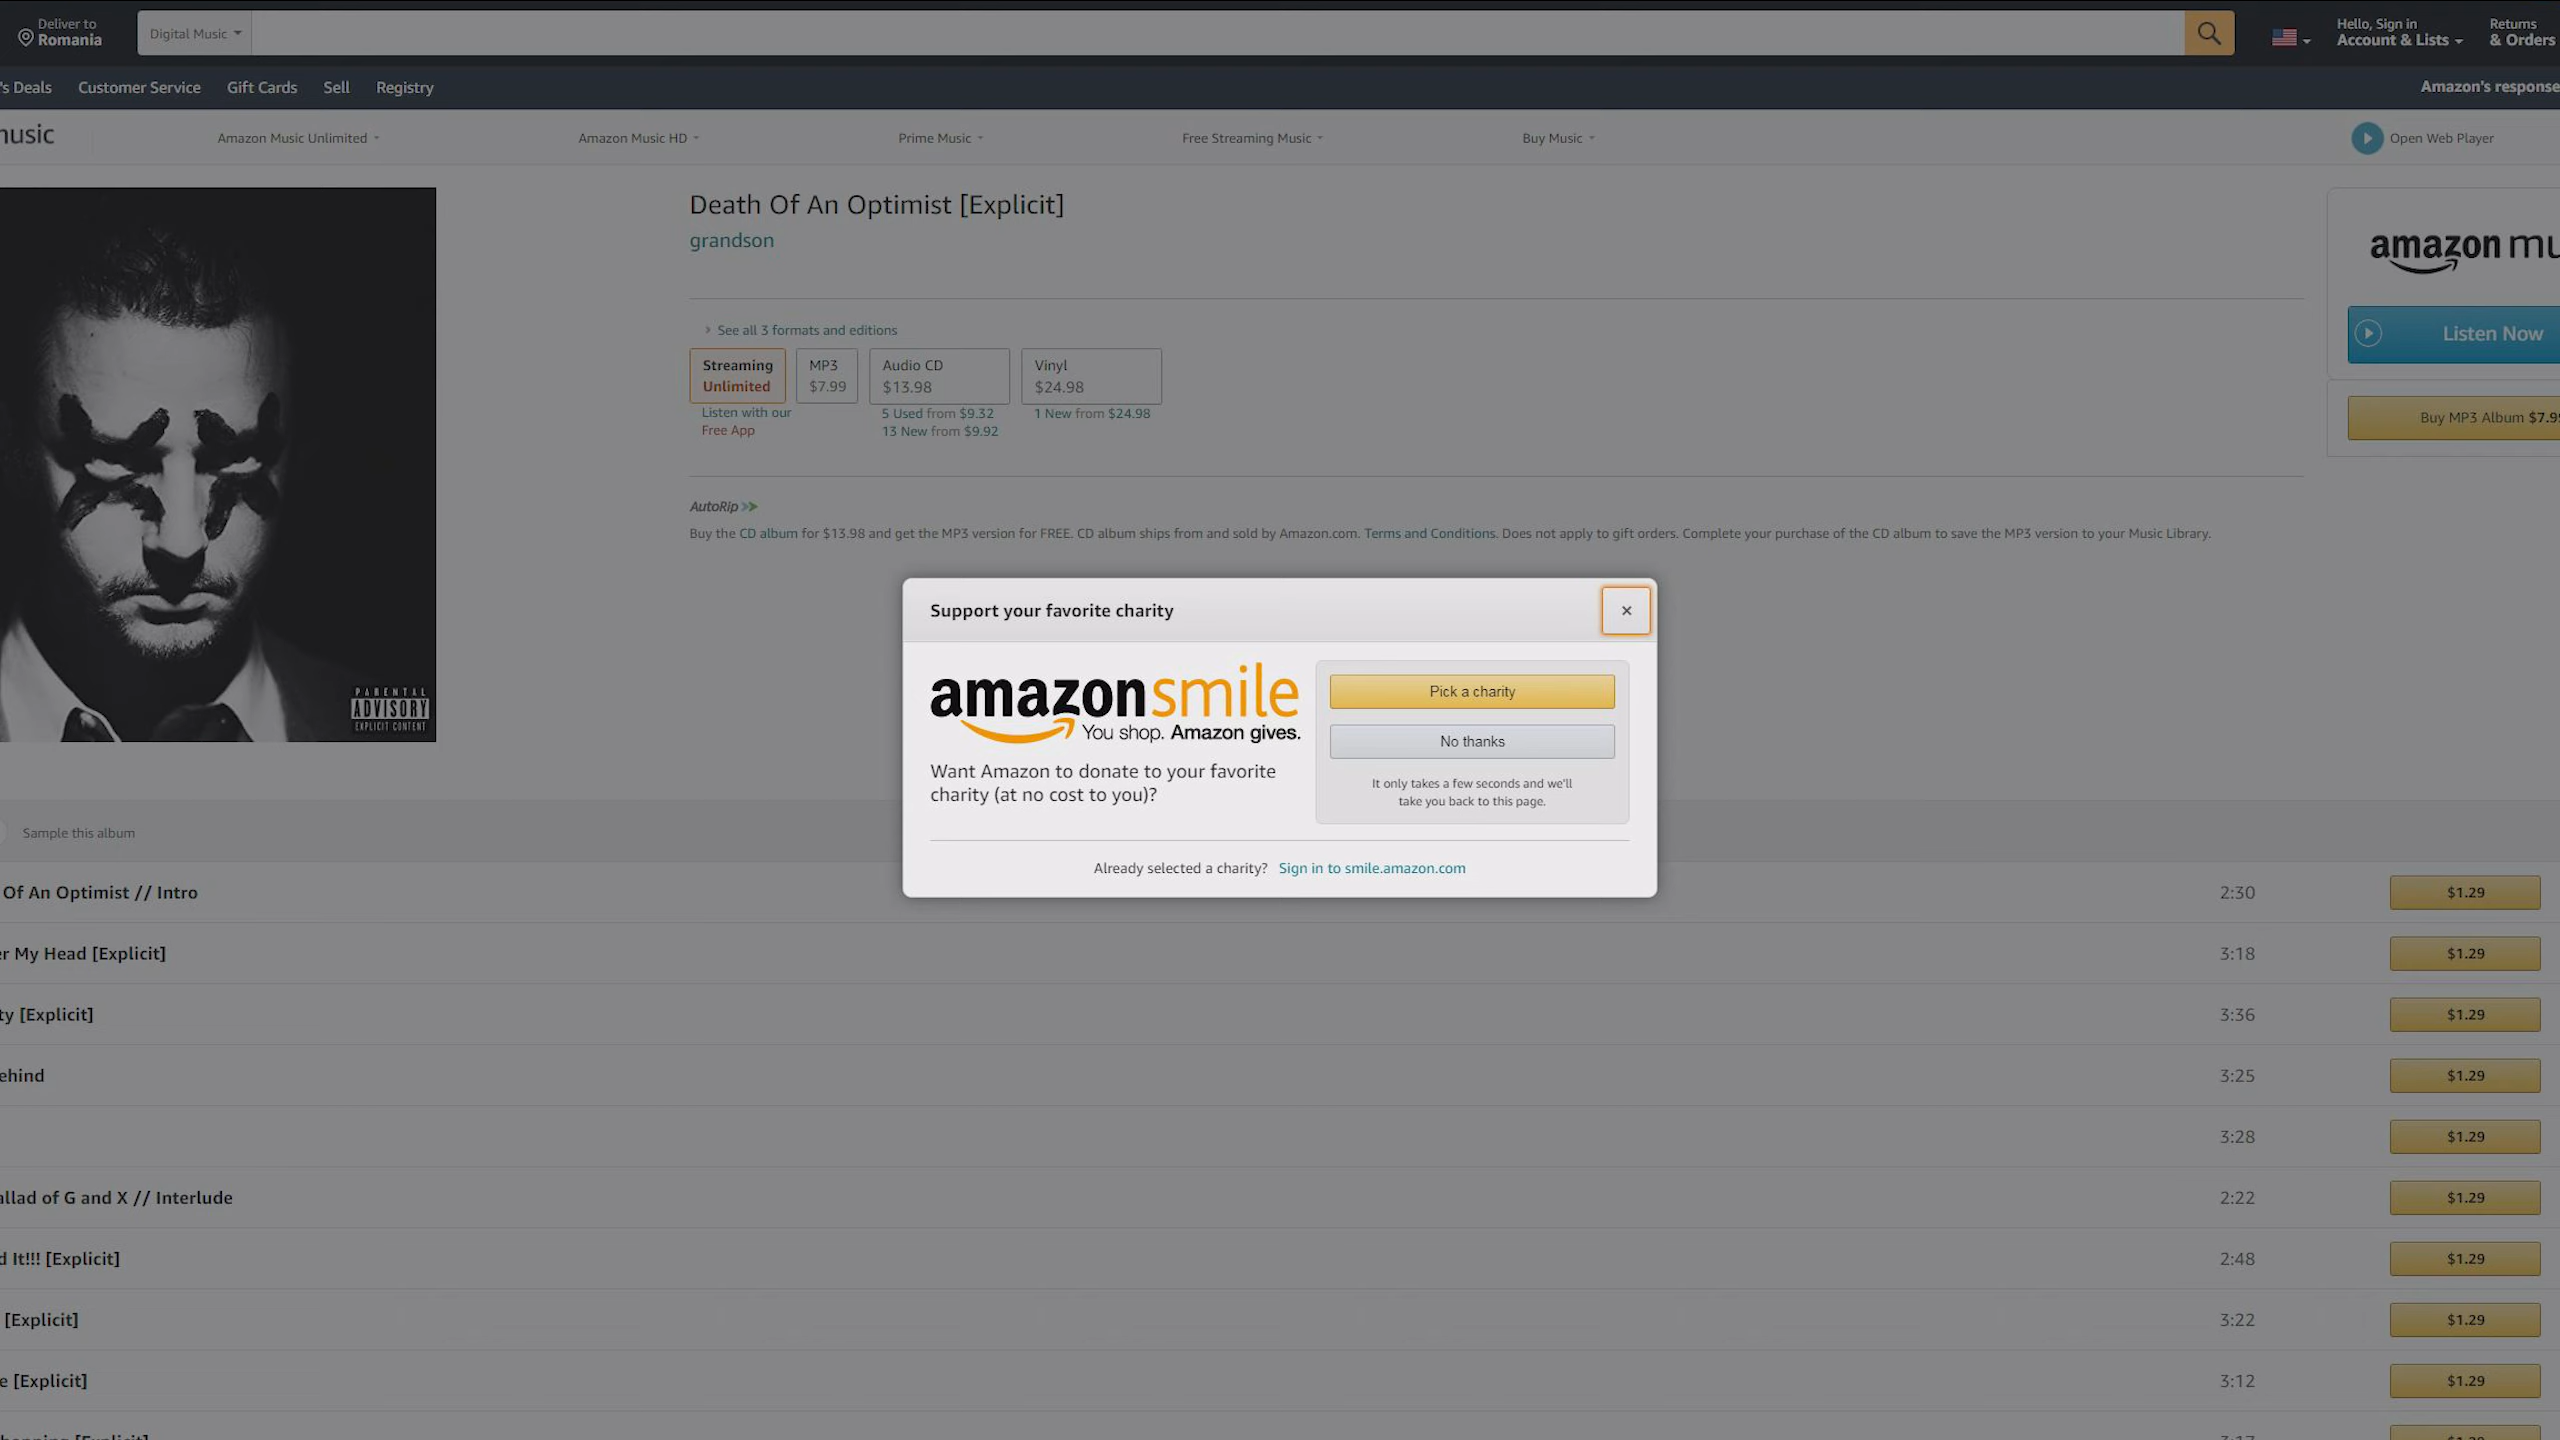 Deliver to
Romania
Digital Music
Hello, Sign in
Account & Lists
Returns
& Orders
's Deals
Customer Service
Gift Cards
Sell
Registry
Amazon's response
music
Amazon Music Unlimited
Amazon Music HD
Prime Music
Free Streaming Music
Buy Music
Open Web Player
Death Of An Optimist [Explicit]
grandson
See all 3 formats and editions
Streaming
Unlimited
Listen with our
Free App
MP3
$7.99
Audio CD
$13.98
5 Used from $9.32
13 New from $9.92
Vinyl
$24.98
1 New from $24.98
amazon mu
Listen Now
Buy MP3 Album $7.99
AutoRip
Buy the CD album for $13.98 and get the MP3 version for FREE. CD album ships from and sold by Amazon.com. Terms and Conditions. Does not apply to gift orders. Complete your purchase of the CD album to save the MP3 version to your Music Library.
PARENTAL
ADVISORY
EXPLICIT CONTENT
Support your favorite charity
×
amazonsmile
You shop. Amazon gives.
Want Amazon to donate to your favorite
charity (at no cost to you)?
Pick a charity
No thanks
It only takes a few seconds and we'll
take you back to this page.
Already selected a charity? Sign in to smile.amazon.com
Sample this album
Of An Optimist // Intro 2:30 $1.29
er My Head [Explicit] 3:18 $1.29
ty [Explicit] 3:36 $1.29
ehind 3:25 $1.29
3:28 $1.29
allad of G and X // Interlude 2:22 $1.29
d It!!! [Explicit] 2:48 $1.29
[Explicit] 3:22 $1.29
e [Explicit] 3:12 $1.29